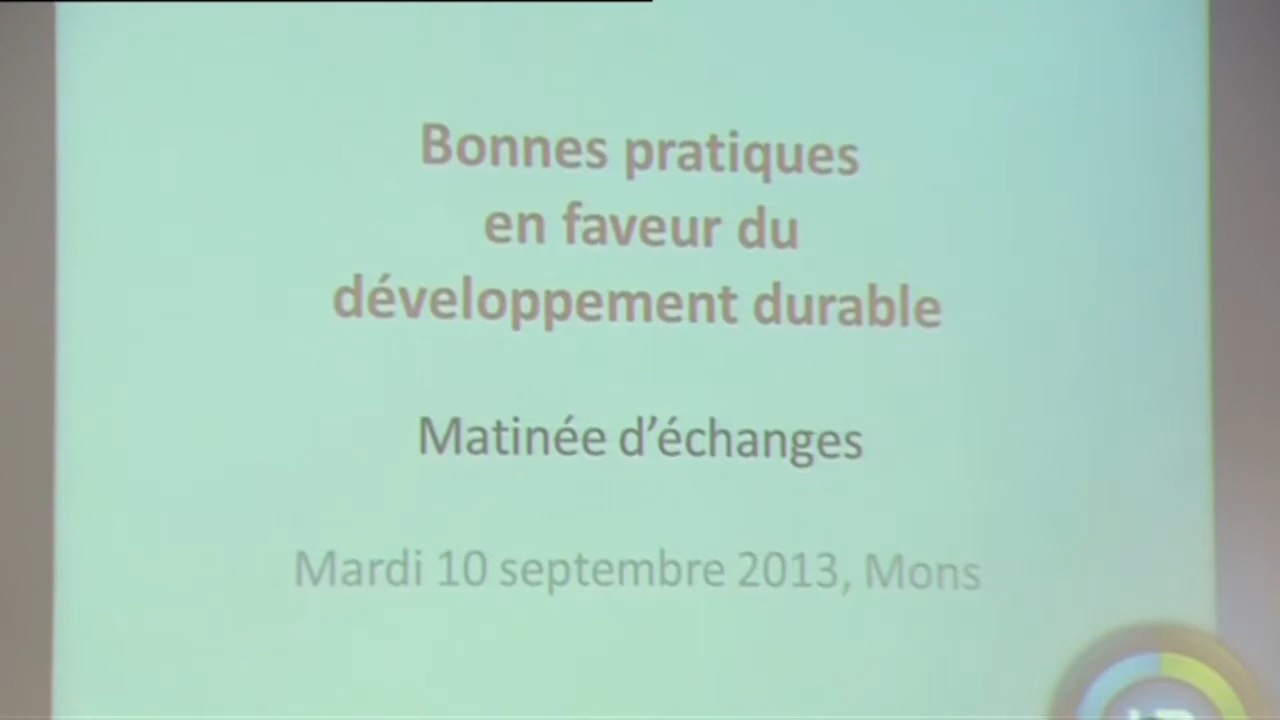 Bonnes pratiques
en faveur du
développement durable
Matinée d’échanges
Mardi 10 septembre 2013, Mons